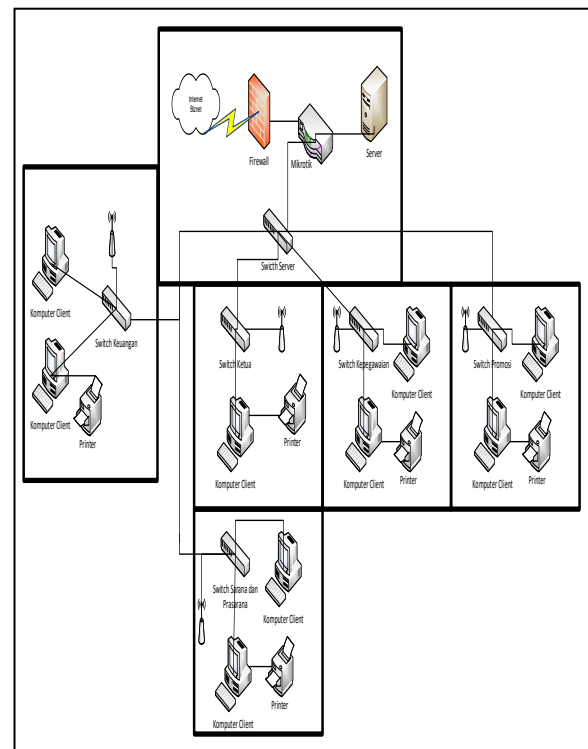 Internet
Biznet
Firewall
Mikrotik
Server
Swicth Server
Komputer Client
Switch Keuangan
Komputer Client
Printer
Switch Ketua
Komputer Client
Printer
Switch Kepegawaian
Komputer Client
Komputer Client
Printer
Switch Promosi
Komputer Client
Komputer Client
Printer
Switch Sarana dan
Prasarana
Komputer Client
Komputer Client
Printer